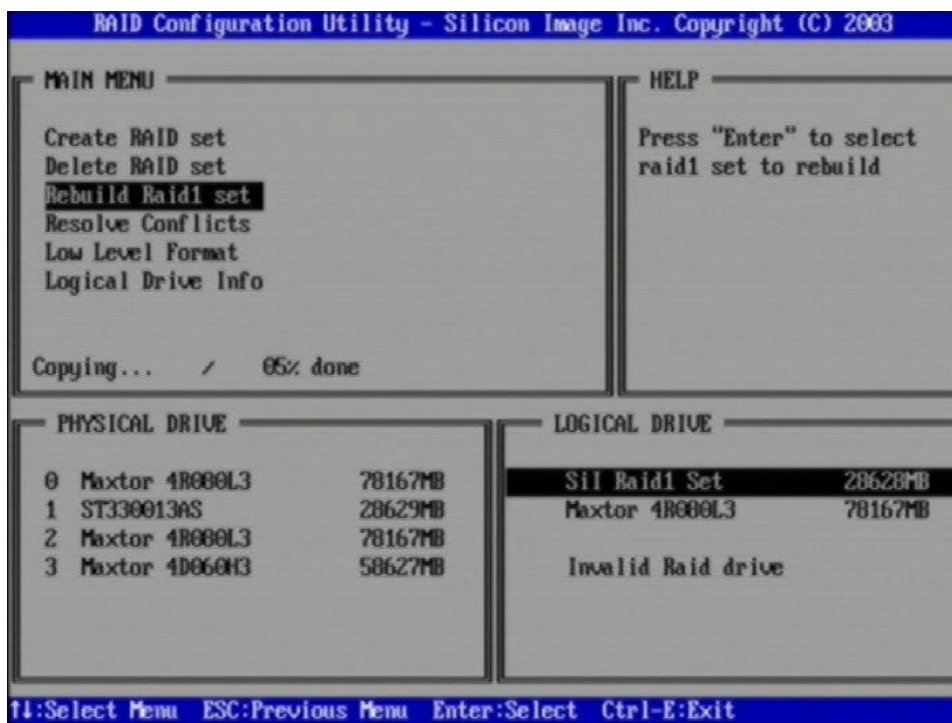 RAID Configuration Utility - Silicon Image Inc. Copyright (C) 2003
MAIN MENU
Create RAID set
Delete RAID set
Rebuild Raid1 set
Resolve Conflicts
Low Level Format
Logical Drive Info
Copying... / 05% done
HELP
Press "Enter" to select
raid1 set to rebuild
PHYSICAL DRIVE
0 Maxtor 4R080L3 78167MB
1 ST330013AS 28629MB
2 Maxtor 4R080L3 78167MB
3 Maxtor 4D060H3 58627MB
LOGICAL DRIVE
SiI Raid1 Set 28628MB
Maxtor 4R080L3 78167MB
Invalid Raid drive
↑↓:Select Menu ESC:Previous Menu Enter:Select Ctrl-E:Exit